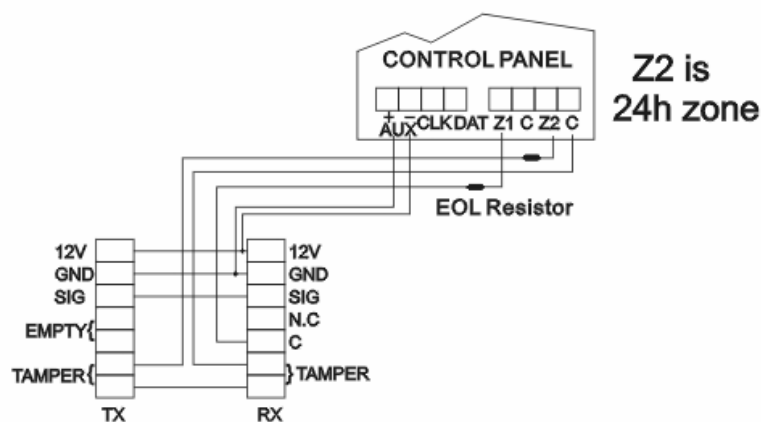 CONTROL PANEL
Z2 is
24h zone
+ −
AUX CLK DAT Z1 C Z2 C
EOL Resistor
12V
GND
SIG
EMPTY{
TAMPER{
TX
12V
GND
SIG
N.C
C
}TAMPER
RX